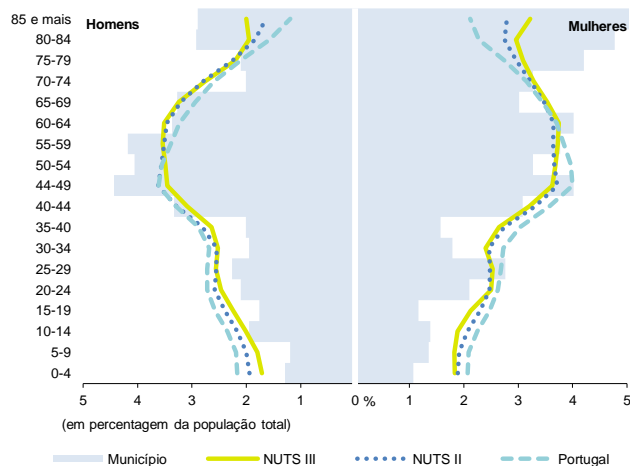 85 e mais
Homens
Mulheres
80-84
75-79
70-74
65-69
60-64
55-59
50-54
44-49
40-44
35-40
30-34
25-29
20-24
15-19
10-14
5-9
0-4
5 4 3 2 1 0 % 1 2 3 4 5
(em percentagem da população total)
Município NUTS III NUTS II Portugal